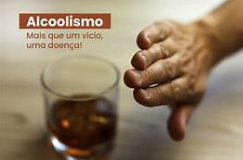 Alcoolismo
Mais que um vício,
uma doença!